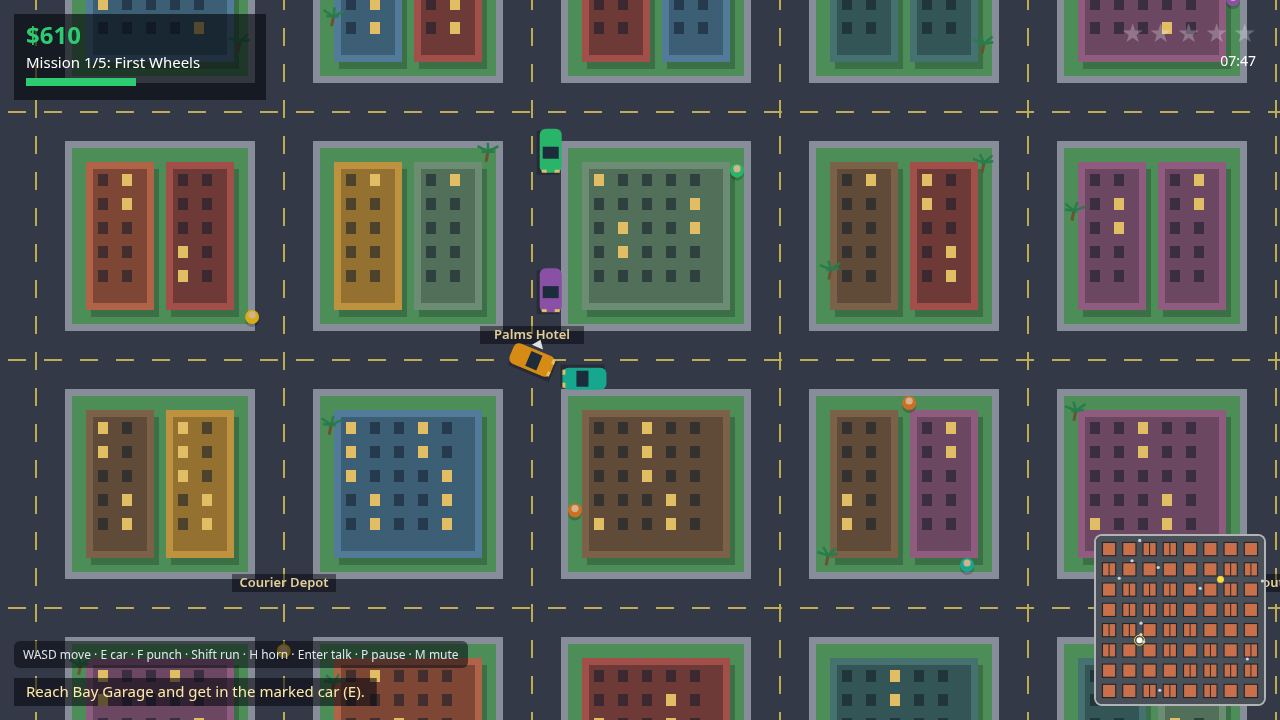 $610
Mission 1/5: First Wheels
07:47
Palms Hotel
Courier Depot
WASD move · E car · F punch · Shift run · H horn · Enter talk · P pause · M mute
Reach Bay Garage and get in the marked car (E).